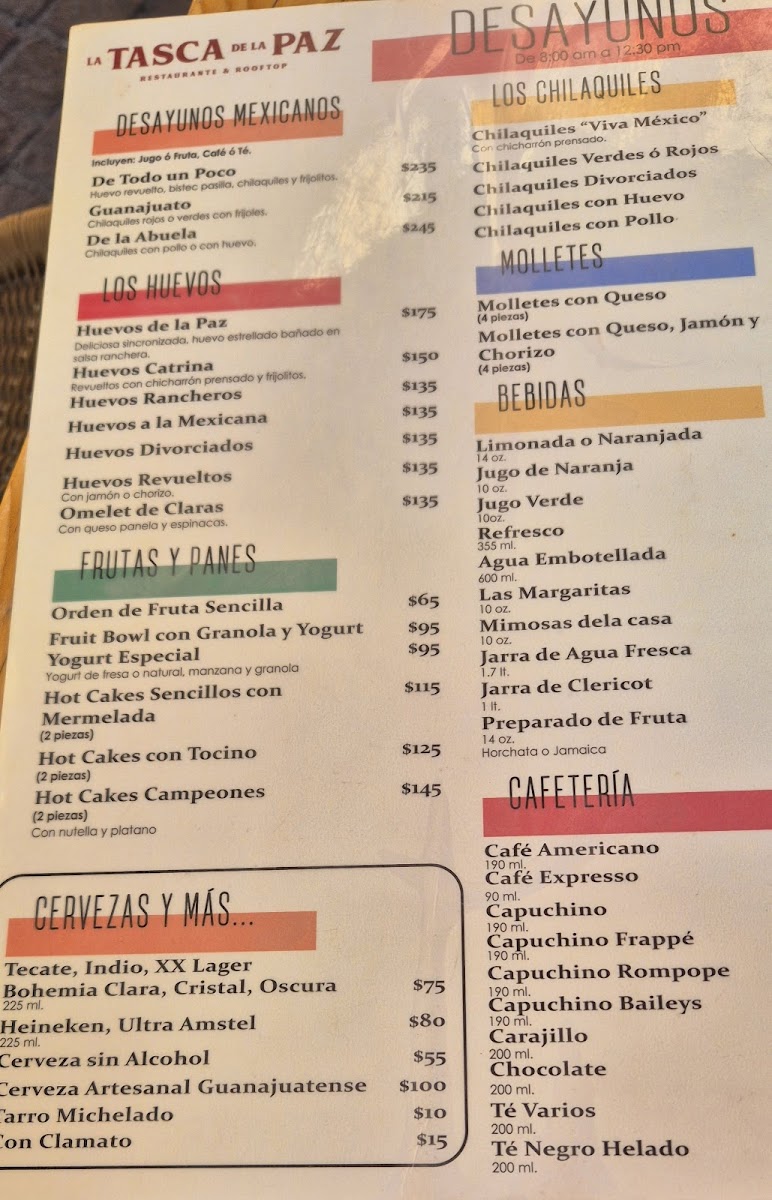 LA TASCA DE LA PAZ
RESTAURANTE & ROOFTOP
DESAYUNOS MEXICANOS
Incluyen: Jugo ó Fruta, Café ó Té.
De Todo un Poco $235
Huevo revuelto, bistec pasilla, chilaquiles y frijolitos.
Guanajuato $215
Chilaquiles rojos o verdes con frijoles.
De la Abuela $245
Chilaquiles con pollo o con huevo.
LOS HUEVOS
Huevos de la Paz $175
Deliciosa sincronizada, huevo estrellado bañado en
salsa ranchera.
Huevos Catrina $150
Revueltos con chicharrón prensado y frijolitos.
Huevos Rancheros $135
Huevos a la Mexicana $135
Huevos Divorciados $135
Huevos Revueltos $135
Con jamón o chorizo.
Omelet de Claras $135
Con queso panela y espinacas.
FRUTAS Y PANES
Orden de Fruta Sencilla $65
Fruit Bowl con Granola y Yogurt $95
Yogurt Especial $95
Yogurt de fresa o natural, manzana y granola
Hot Cakes Sencillos con $115
Mermelada
(2 piezas)
Hot Cakes con Tocino $125
(2 piezas)
Hot Cakes Campeones $145
(2 piezas)
Con nutella y platano
CERVEZAS Y MÁS...
Tecate, Indio, XX Lager
Bohemia Clara, Cristal, Oscura $75
225 ml.
Heineken, Ultra Amstel $80
225 ml.
Cerveza sin Alcohol $55
Cerveza Artesanal Guanajuatense $100
Tarro Michelado $10
Con Clamato $15
DESAYUNOS
De 8:00 am a 12.30 pm
LOS CHILAQUILES
Chilaquiles "Viva México"
Con chicharrón prensado.
Chilaquiles Verdes ó Rojos
Chilaquiles Divorciados
Chilaquiles con Huevo
Chilaquiles con Pollo
MOLLETES
Molletes con Queso
(4 piezas)
Molletes con Queso, Jamón y
Chorizo
(4 piezas)
BEBIDAS
Limonada o Naranjada
14 oz.
Jugo de Naranja
10 oz.
Jugo Verde
10oz.
Refresco
355 ml.
Agua Embotellada
600 ml.
Las Margaritas
10 oz.
Mimosas dela casa
10 oz.
Jarra de Agua Fresca
1.7 lt.
Jarra de Clericot
1 lt.
Preparado de Fruta
14 oz.
Horchata o Jamaica
CAFETERÍA
Café Americano
190 ml.
Café Expresso
90 ml.
Capuchino
190 ml.
Capuchino Frappé
190 ml.
Capuchino Rompope
190 ml.
Capuchino Baileys
190 ml.
Carajillo
200 ml.
Chocolate
200 ml.
Té Varios
200 ml.
Té Negro Helado
200 ml.